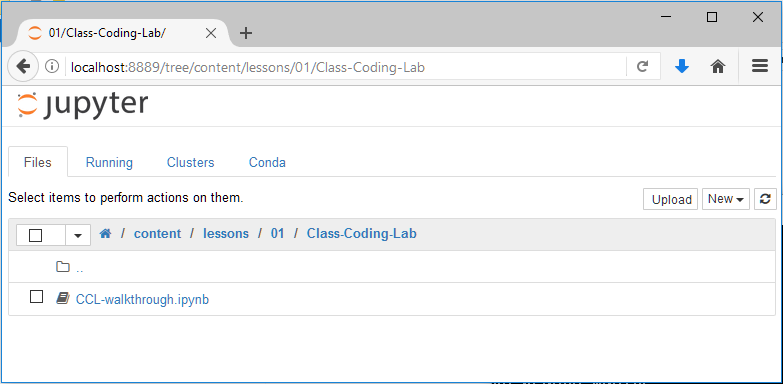 01/Class-Coding-Lab/
localhost:8889/tree/content/lessons/01/Class-Coding-Lab
jupyter
Files Running Clusters Conda
Select items to perform actions on them. Upload New
/ content / lessons / 01 / Class-Coding-Lab
..
CCL-walkthrough.ipynb